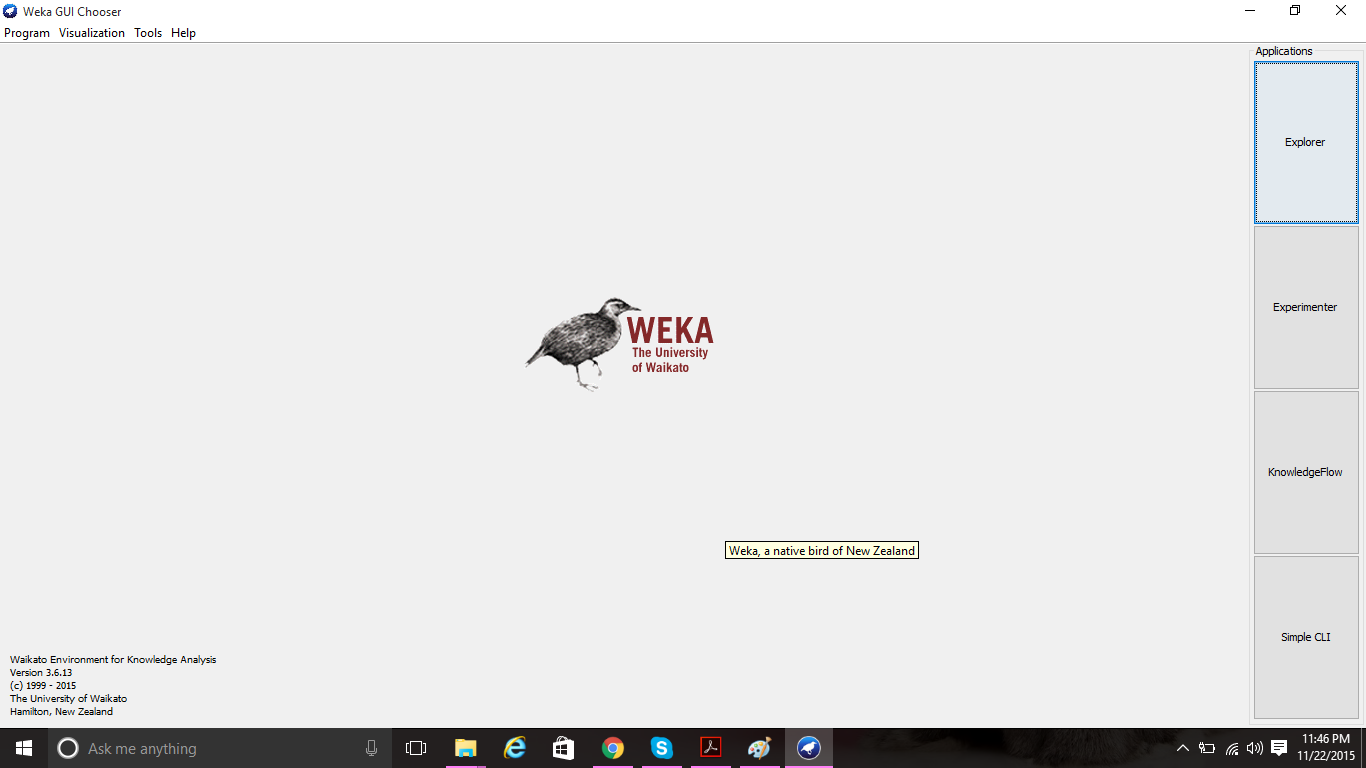 Weka GUI Chooser
Program Visualization Tools Help
Applications
Explorer
Experimenter
KnowledgeFlow
Simple CLI
WEKA
The University
of Waikato
Weka, a native bird of New Zealand
Waikato Environment for Knowledge Analysis
Version 3.6.13
(c) 1999 - 2015
The University of Waikato
Hamilton, New Zealand
Ask me anything
11:46 PM
11/22/2015